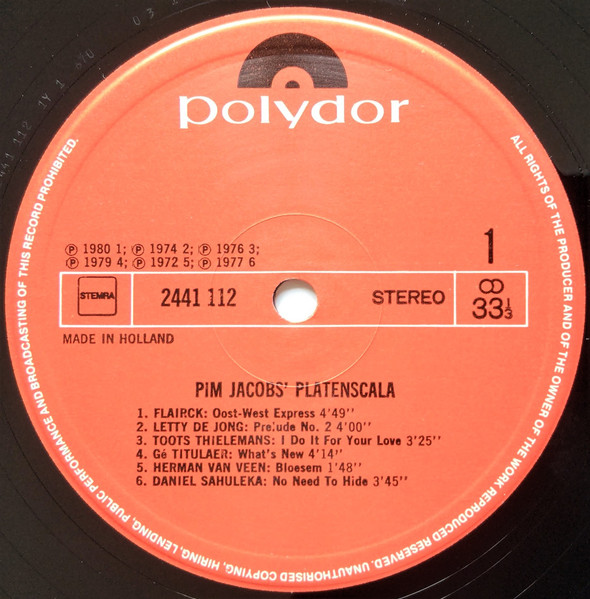 polydor
ALL RIGHTS OF THE PRODUCER AND OF THE OWNER OF THE WORK REPRODUCED RESERVED. UNAUTHORISED COPYING, HIRING, LENDING, PUBLIC PERFORMANCE AND BROADCASTING OF THIS RECORD PROHIBITED.
1
℗ 1980 1; ℗ 1974 2; ℗ 1976 3;
℗ 1979 4; ℗ 1972 5; ℗ 1977 6
STEMRA
2441 112
STEREO
33 1/3
MADE IN HOLLAND
PIM JACOBS' PLATENSCALA
1. FLAIRCK: Oost-West Express 4'49''
2. LETTY DE JONG: Prelude No. 2 4'00''
3. TOOTS THIELEMANS: I Do It For Your Love 3'25''
4. Gé TITULAER: What's New 4'14''
5. HERMAN VAN VEEN: Bloesem 1'48''
6. DANIEL SAHULEKA: No Need To Hide 3'45''